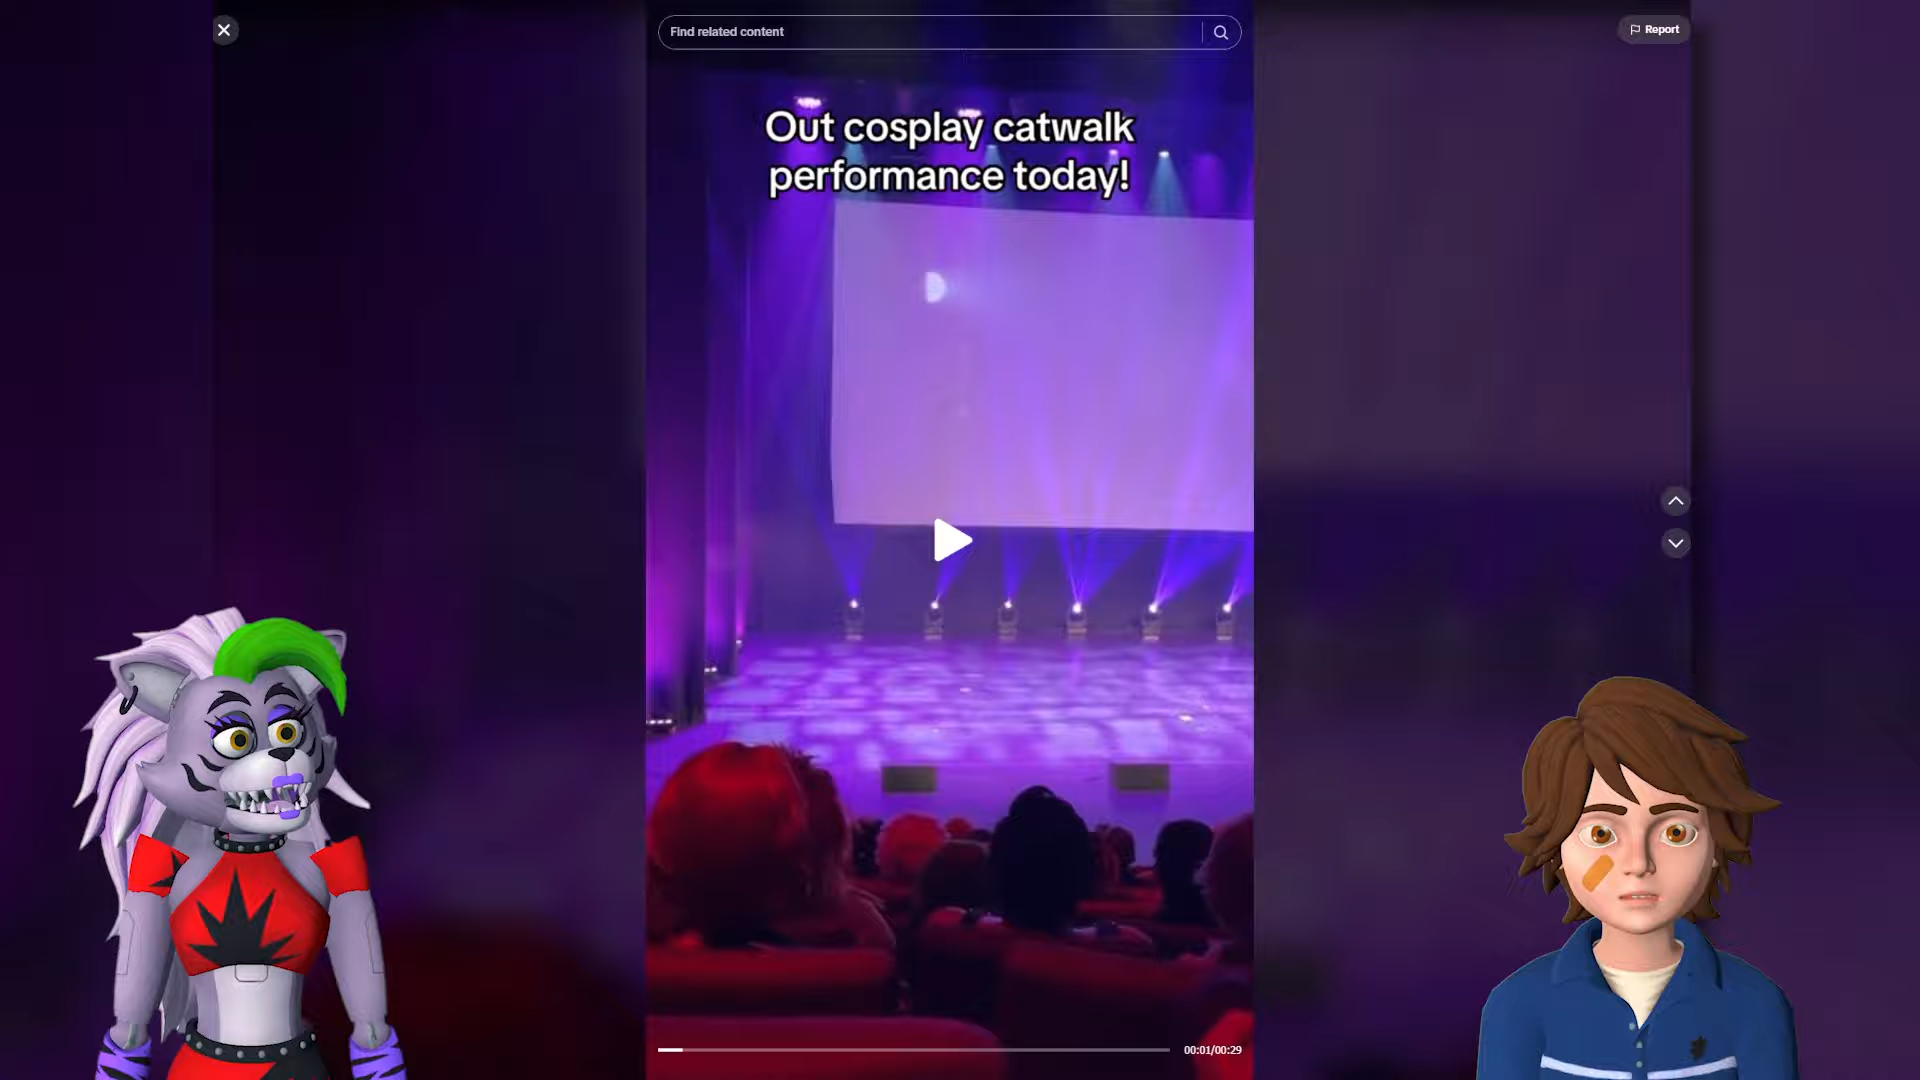 Find related content
Report
Out cosplay catwalk
performance today!
00:01/00:29